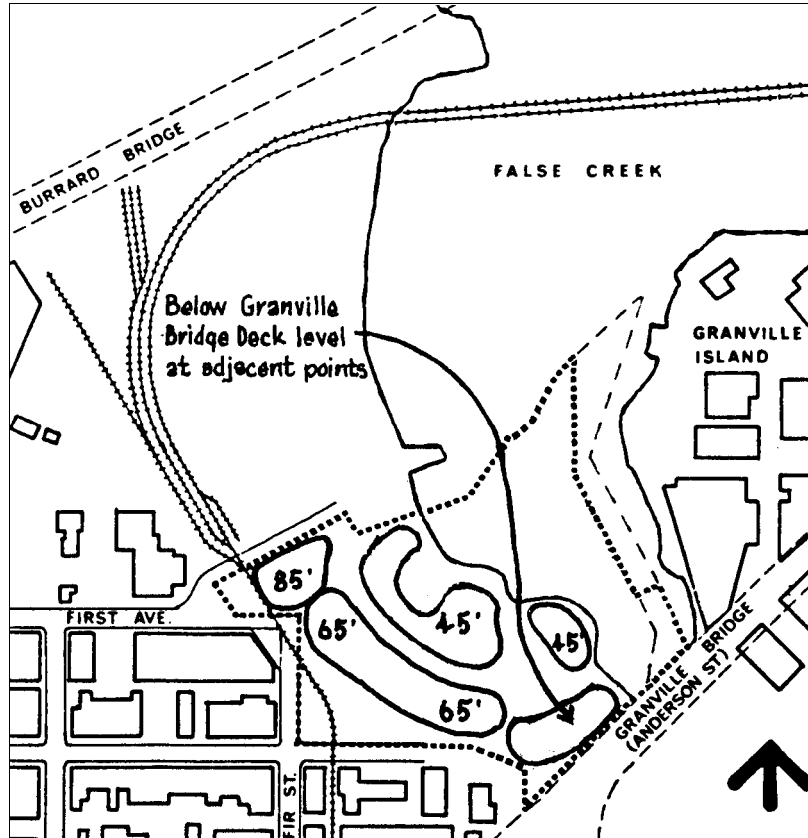 BURRARD BRIDGE
FALSE CREEK
Below Granville
Bridge Deck level
at adjecent points
GRANVILLE
ISLAND
85'
65'
45'
45'
65'
FIRST AVE.
GRANVILLE BRIDGE
(ANDERSON ST)
FIR ST.